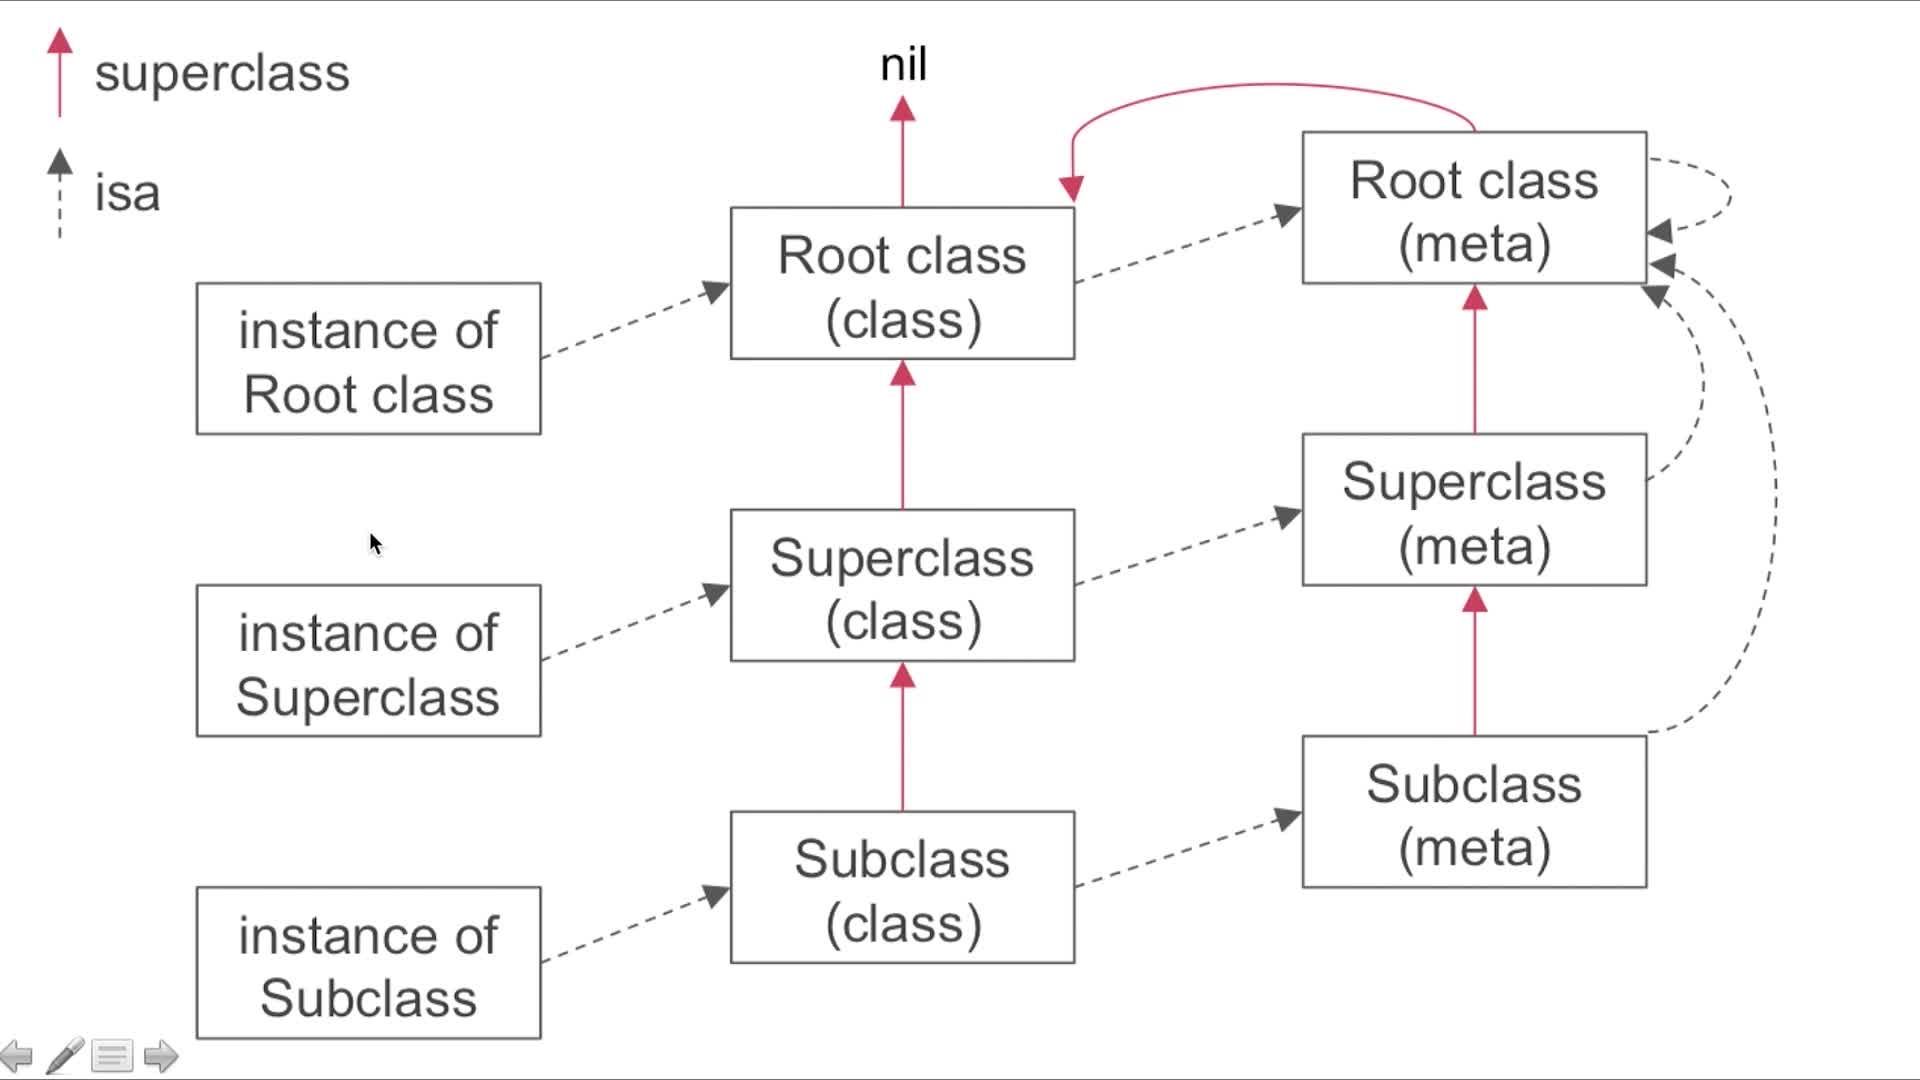 superclass
isa
nil
Root class
(meta)
Root class
(class)
instance of
Root class
Superclass
(meta)
Superclass
(class)
instance of
Superclass
Subclass
(meta)
Subclass
(class)
instance of
Subclass